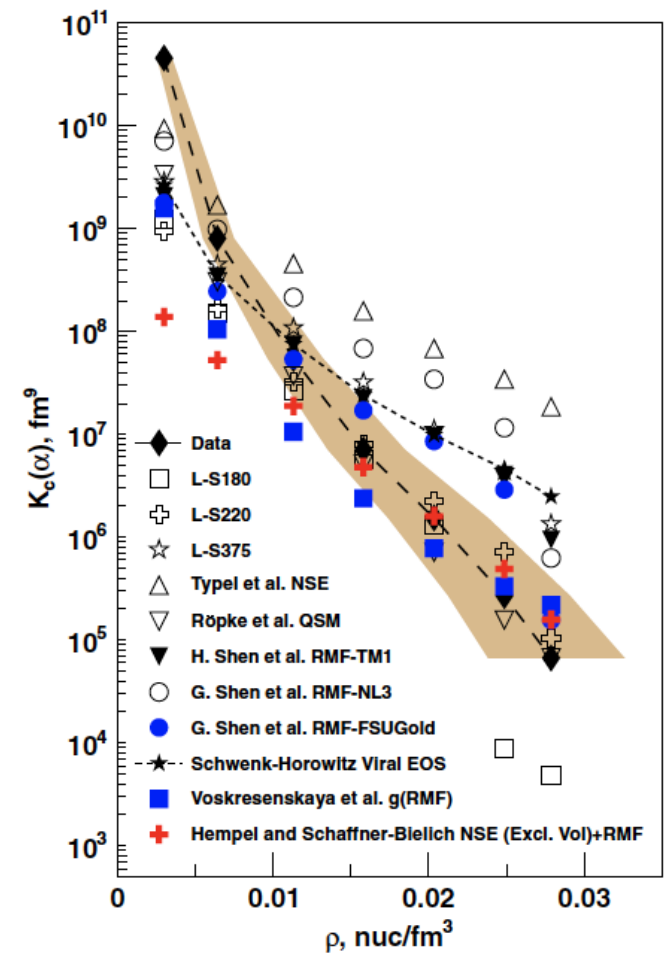 10¹¹
10¹⁰
10⁹
10⁸
10⁷
10⁶
10⁵
10⁴
10³
K_c(α), fm⁹
Data
L-S180
L-S220
L-S375
Typel et al. NSE
Röpke et al. QSM
H. Shen et al. RMF-TM1
G. Shen et al. RMF-NL3
G. Shen et al. RMF-FSUGold
Schwenk-Horowitz Viral EOS
Voskresenskaya et al. g(RMF)
Hempel and Schaffner-Bielich NSE (Excl. Vol)+RMF
0 0.01 0.02 0.03
ρ, nuc/fm³